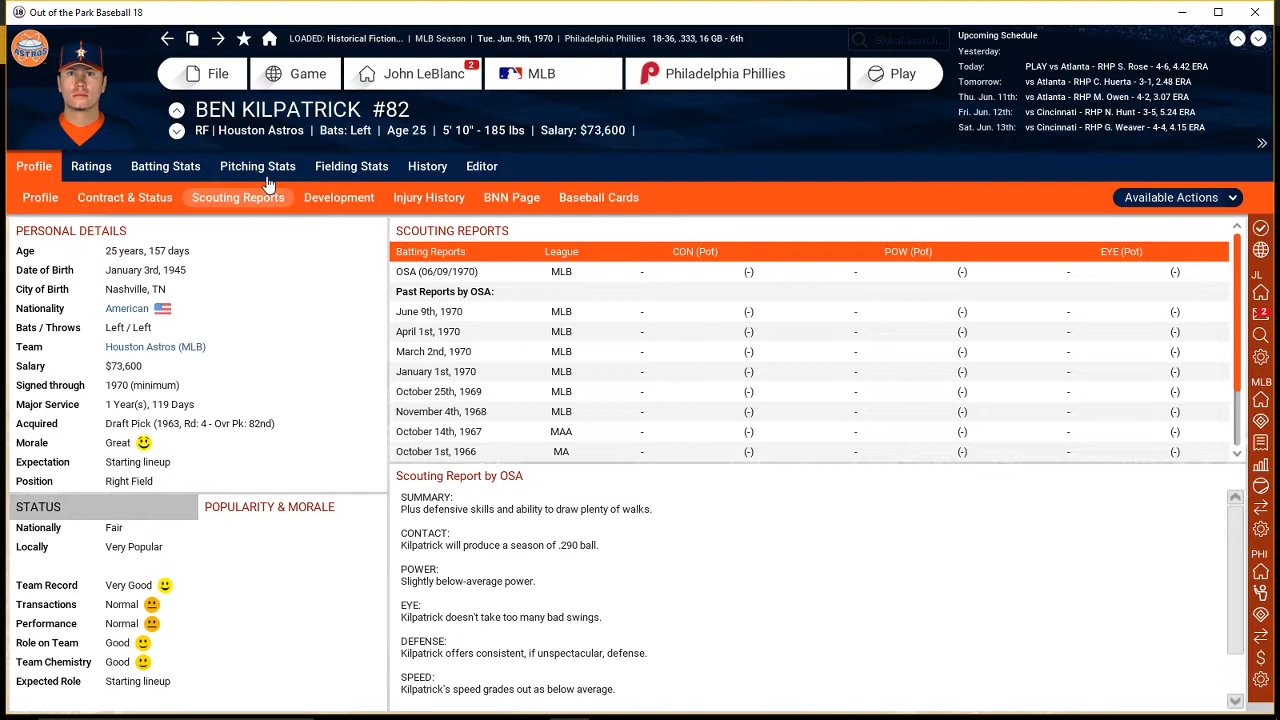 Out of the Park Baseball 18
LOADED: Historical Fiction... | MLB Season | Tue. Jun. 9th, 1970 | Philadelphia Phillies 18-36, .333, 16 GB - 6th
Global Search...
File
Game
John LeBlanc
2
MLB
Philadelphia Phillies
Play
Upcoming Schedule
Yesterday:
Today: PLAY vs Atlanta - RHP S. Rose - 4-6, 4.42 ERA
Tomorrow: vs Atlanta - RHP C. Huerta - 3-1, 2.48 ERA
Thu. Jun. 11th: vs Atlanta - RHP M. Owen - 4-2, 3.07 ERA
Fri. Jun. 12th: vs Cincinnati - RHP N. Hunt - 3-5, 5.24 ERA
Sat. Jun. 13th: vs Cincinnati - RHP G. Weaver - 4-4, 4.15 ERA
ASTROS
BEN KILPATRICK #82
RF | Houston Astros | Bats: Left | Age 25 | 5' 10" - 185 lbs | Salary: $73,600 |
Profile Ratings Batting Stats Pitching Stats Fielding Stats History Editor
Profile Contract & Status Scouting Reports Development Injury History BNN Page Baseball Cards
Available Actions
PERSONAL DETAILS
Age 25 years, 157 days
Date of Birth January 3rd, 1945
City of Birth Nashville, TN
Nationality American
Bats / Throws Left / Left
Team Houston Astros (MLB)
Salary $73,600
Signed through 1970 (minimum)
Major Service 1 Year(s), 119 Days
Acquired Draft Pick (1963, Rd: 4 - Ovr Pk: 82nd)
Morale Great
Expectation Starting lineup
Position Right Field
STATUS POPULARITY & MORALE
Nationally Fair
Locally Very Popular
Team Record Very Good
Transactions Normal
Performance Normal
Role on Team Good
Team Chemistry Good
Expected Role Starting lineup
SCOUTING REPORTS
Batting Reports League CON (Pot) POW (Pot) EYE (Pot)
OSA (06/09/1970) MLB - (-) - (-) - (-)
Past Reports by OSA:
June 9th, 1970 MLB - (-) - (-) - (-)
April 1st, 1970 MLB - (-) - (-) - (-)
March 2nd, 1970 MLB - (-) - (-) - (-)
January 1st, 1970 MLB - (-) - (-) - (-)
October 25th, 1969 MLB - (-) - (-) - (-)
November 4th, 1968 MLB - (-) - (-) - (-)
October 14th, 1967 MAA - (-) - (-) - (-)
October 1st, 1966 MA - (-) - (-) - (-)
Scouting Report by OSA
SUMMARY:
Plus defensive skills and ability to draw plenty of walks.
CONTACT:
Kilpatrick will produce a season of .290 ball.
POWER:
Slightly below-average power.
EYE:
Kilpatrick doesn't take too many bad swings.
DEFENSE:
Kilpatrick offers consistent, if unspectacular, defense.
SPEED:
Kilpatrick's speed grades out as below average.
JL
2
MLB
PHI